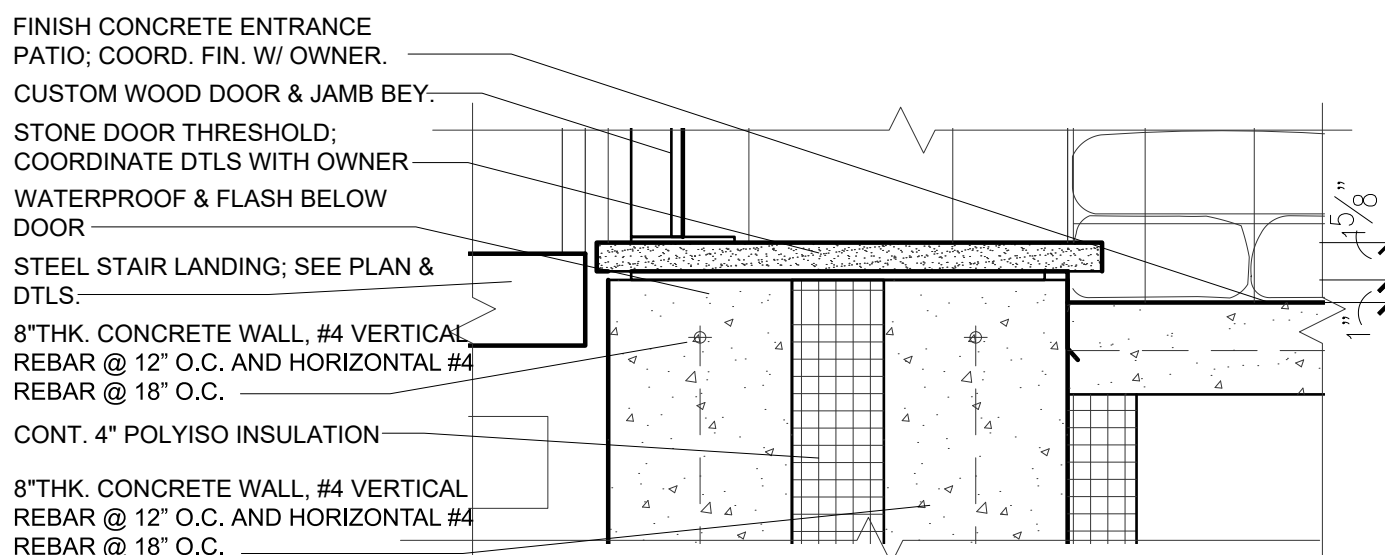 FINISH CONCRETE ENTRANCE
PATIO; COORD. FIN. W/ OWNER.
CUSTOM WOOD DOOR & JAMB BEY.
STONE DOOR THRESHOLD;
COORDINATE DTLS WITH OWNER
WATERPROOF & FLASH BELOW
DOOR
STEEL STAIR LANDING; SEE PLAN &
DTLS.
8"THK. CONCRETE WALL, #4 VERTICAL
REBAR @ 12” O.C. AND HORIZONTAL #4
REBAR @ 18” O.C.
CONT. 4" POLYISO INSULATION
8"THK. CONCRETE WALL, #4 VERTICAL
REBAR @ 12” O.C. AND HORIZONTAL #4
REBAR @ 18” O.C.
1 5/8”
1”